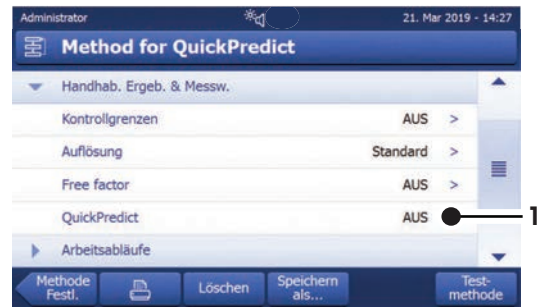 Administrator 21. Mar 2019 - 14:27
Method for QuickPredict
Handhab. Ergeb. & Messw.
Kontrollgrenzen AUS >
Auflösung Standard >
Free factor AUS >
QuickPredict AUS
1
Arbeitsabläufe
Methode Festl.
Löschen
Speichern als...
Test-
methode